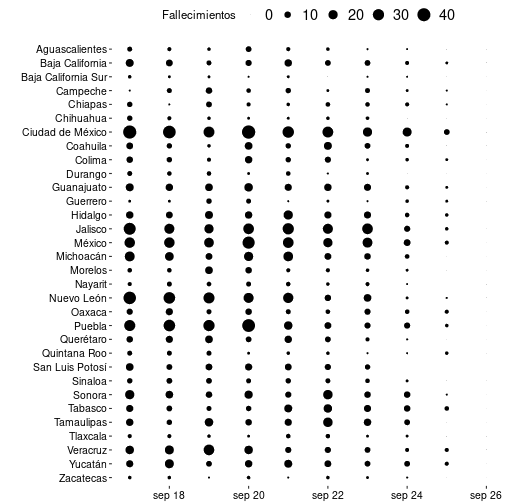 Fallecimientos 0 10 20 30 40
Aguascalientes
Baja California
Baja California Sur
Campeche
Chiapas
Chihuahua
Ciudad de México
Coahuila
Colima
Durango
Guanajuato
Guerrero
Hidalgo
Jalisco
México
Michoacán
Morelos
Nayarit
Nuevo León
Oaxaca
Puebla
Querétaro
Quintana Roo
San Luis Potosí
Sinaloa
Sonora
Tabasco
Tamaulipas
Tlaxcala
Veracruz
Yucatán
Zacatecas
sep 18 sep 20 sep 22 sep 24 sep 26